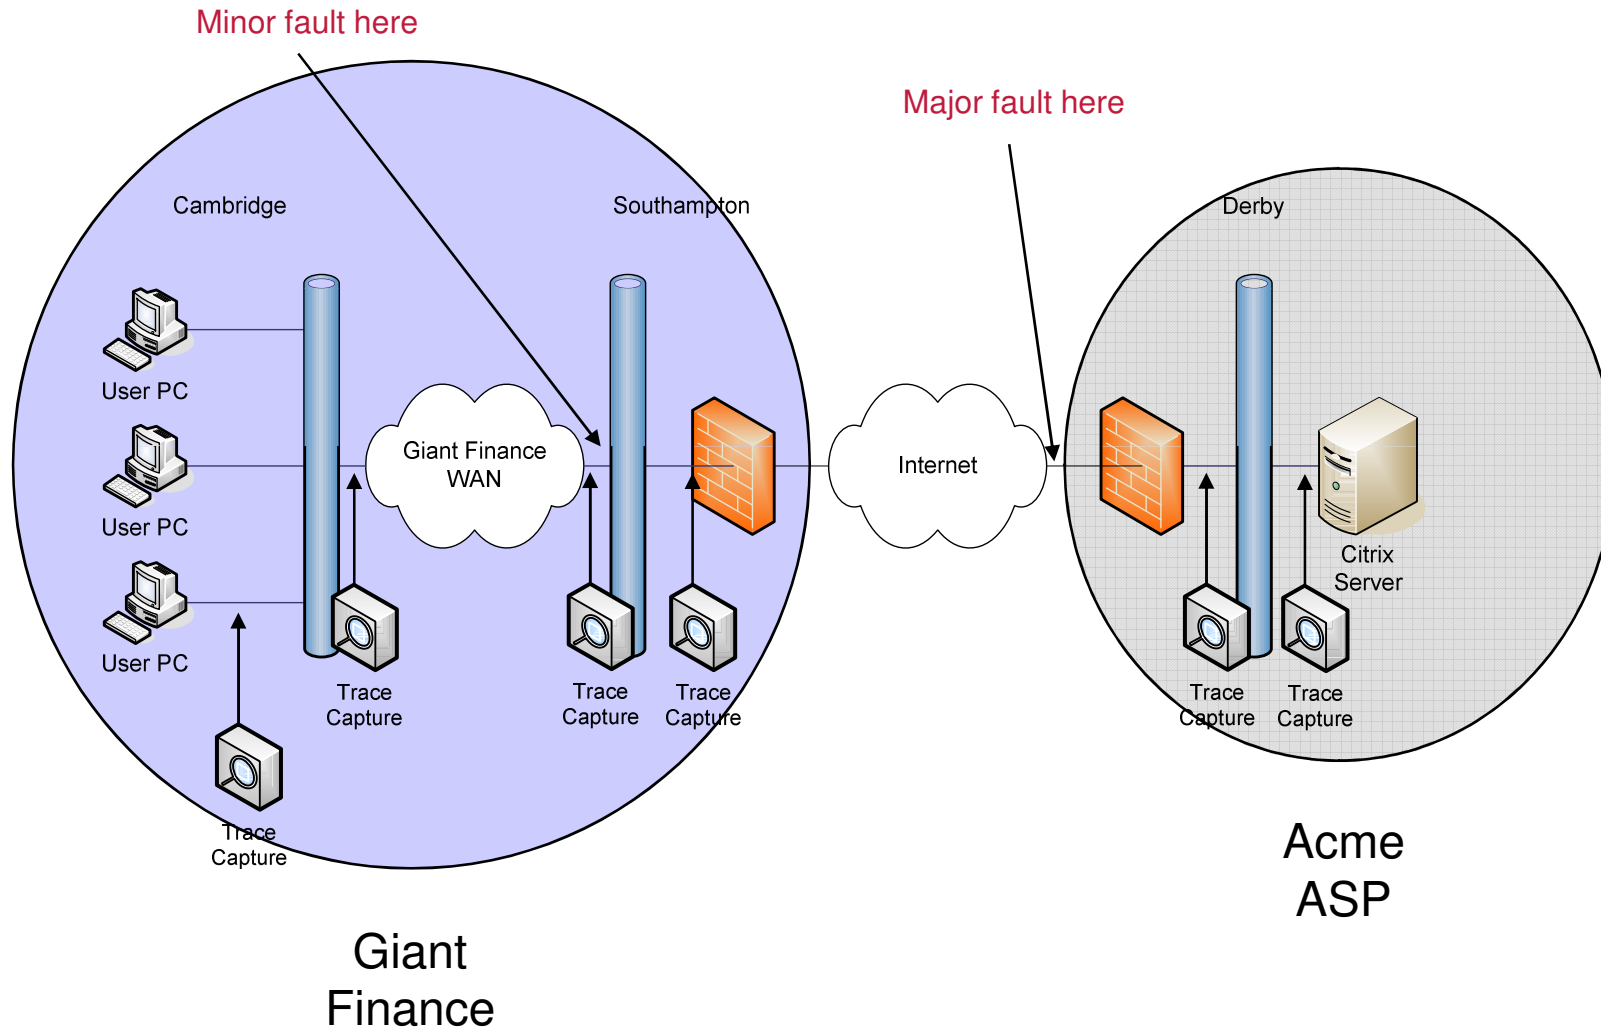 Minor fault here
Major fault here
Cambridge
Southampton
Derby
User PC
User PC
User PC
Giant Finance
WAN
Internet
Citrix
Server
Trace
Capture
Trace
Capture
Trace
Capture
Trace
Capture
Trace
Capture
Trace
Capture
Acme
ASP
Giant
Finance